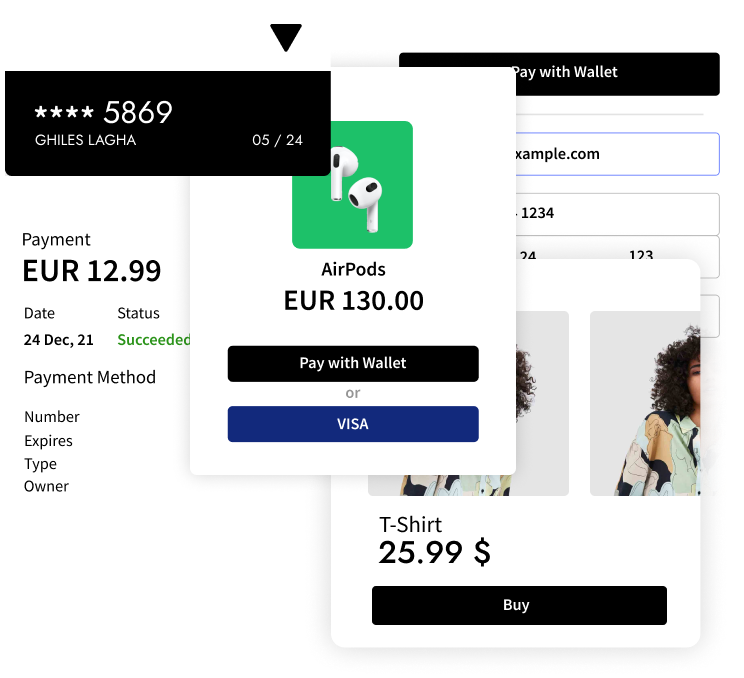 Pay with Wallet
**** 5869
GHILES LAGHA 05 / 24
xample.com
1234
24 123
Payment
EUR 12.99
Date Status
24 Dec, 21 Succeeded
Payment Method
Number
Expires
Type
Owner
AirPods
EUR 130.00
Pay with Wallet
or
VISA
T-Shirt
25.99 $
Buy